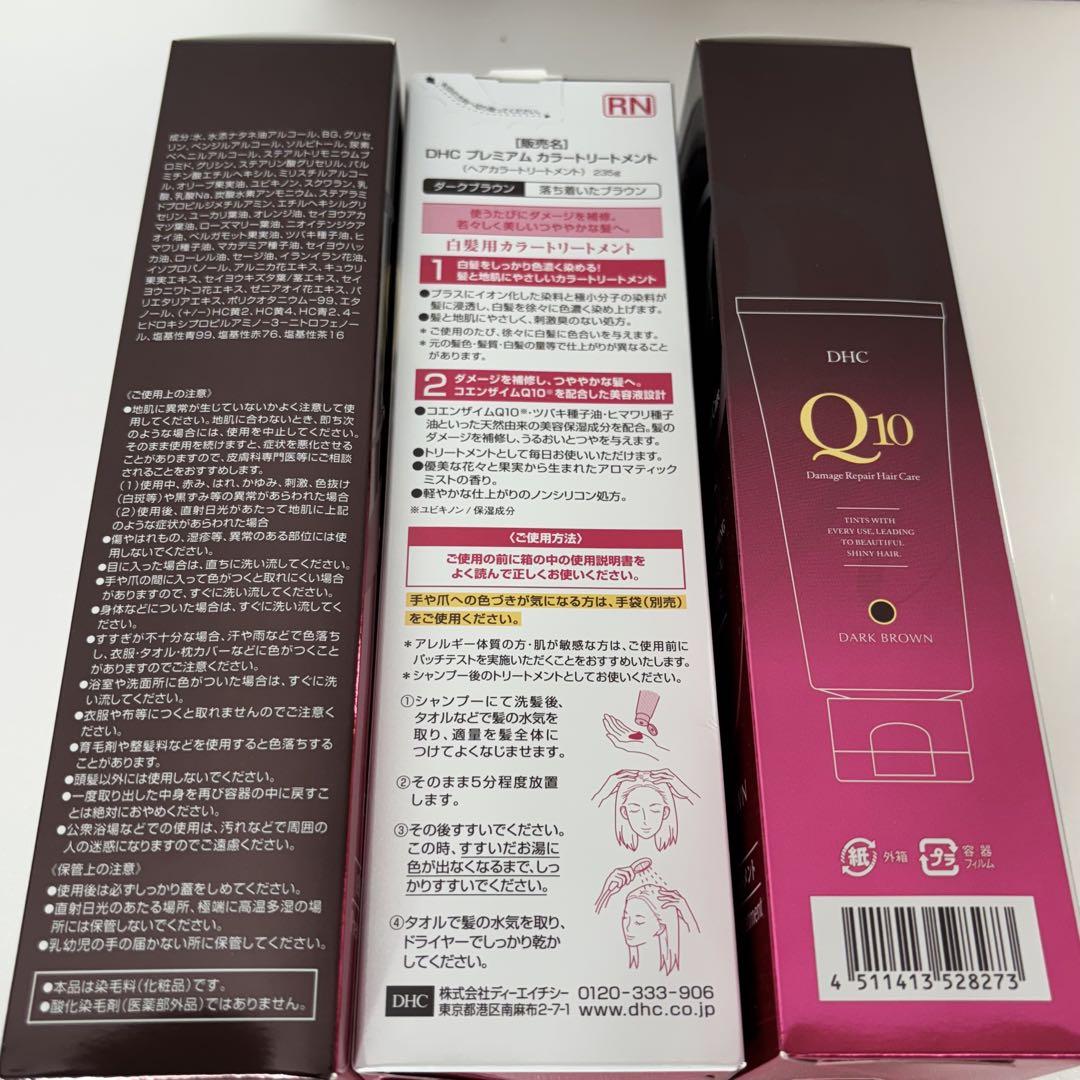 成分:水、水添ナタネ油アルコール、BG、グリセ
リン、ベンジルアルコール、ソルビトール、尿素、
ベヘニルアルコール、ステアルトリモニウムブ
ロミド、グリシン、ステアリン酸グリセリル、パル
ミチン酸エチルヘキシル、ミリスチルアルコー
ル、オリーブ果実油、ユビキノン、スクワラン、乳
酸、乳酸Na、炭酸水素アンモニウム、ステアラミ
ドプロピルジメチルアミン、エチルヘキシルグリ
セリン、ユーカリ葉油、オレンジ油、セイヨウアカ
マツ葉油、ローズマリー葉油、ニオイテンジクア
オイ油、ベルガモット果実油、ツバキ種子油、ヒ
マワリ種子油、マカデミア種子油、セイヨウハッ
カ油、ローレル油、セージ油、イランイラン花油、
イソプロパノール、アルニカ花エキス、キュウリ
果実エキス、セイヨウキズタ葉/茎エキス、セイ
ヨウニワトコ花エキス、ゼニアオイ花エキス、パ
リエタリアエキス、ポリクオタニウム-99、エタ
ノール、(+/-)HC黄2、HC黄4、HC青2、4-
ヒドロキシプロピルアミノ-3-ニトロフェノー
ル、塩基性青99、塩基性赤76、塩基性茶16
〈ご使用上の注意〉
●地肌に異常が生じていないかよく注意して使
用してください。地肌に合わないとき、即ち次
のような場合には、使用を中止してください。
そのまま使用を続けますと、症状を悪化させる
ことがありますので、皮膚科専門医等にご相談
されることをおすすめします。
(1)使用中、赤み、はれ、かゆみ、刺激、色抜け
(白斑等)や黒ずみ等の異常があらわれた場合
(2)使用後、直射日光があたって地肌に上記
のような症状があらわれた場合
●傷やはれもの、湿疹等、異常のある部位には使
用しないでください。
●目に入った場合は、直ちに洗い流してください。
●手や爪の間に入って色がつくと取れにくい場合
がありますので、すぐに洗い流してください。
●身体などについた場合は、すぐに洗い流してく
ださい。
●すすぎが不十分な場合、汗や雨などで色落ち
し、衣服・タオル・枕カバーなどに色がつくこと
がありますのでご注意ください。
●浴室や洗面所に色がついた場合は、すぐに洗
い流してください。
●衣服や布等につくと取れませんのでご注意く
ださい。
●育毛剤や整髪料などを使用すると色落ちする
ことがあります。
●頭髪以外には使用しないでください。
●一度取り出した中身を再び容器の中に戻すこ
とは絶対におやめください。
●公衆浴場などでの使用は、汚れなどで周囲の
人の迷惑になりますのでご遠慮ください。
〈保管上の注意〉
●使用後は必ずしっかり蓋をしめてください。
●直射日光のあたる場所、極端に高温多湿の場
所には保管しないでください。
●乳幼児の手の届かない所に保管してください。
●本品は染毛料(化粧品)です。
●酸化染毛剤(医薬部外品)ではありません。
RN
[販売名]
DHC プレミアム カラートリートメント
(ヘアカラートリートメント) 235g
ダークブラウン 落ち着いたブラウン
使うたびにダメージを補修。
若々しく美しいつややかな髪へ。
白髪用カラートリートメント
1 白髪をしっかり色濃く染める!
髪と地肌にやさしいカラートリートメント
●プラスにイオン化した染料と極小分子の染料が
髪に浸透し、白髪を徐々に色濃く染め上げます。
●髪と地肌にやさしく、刺激臭のない処方。
*ご使用のたび、徐々に白髪に色合いを与えます。
*元の髪色・髪質・白髪の量等で仕上がりが異なること
があります。
2 ダメージを補修し、つややかな髪へ。
コエンザイムQ10※を配合した美容液設計
●コエンザイムQ10※・ツバキ種子油・ヒマワリ種子
油といった天然由来の美容保湿成分を配合。髪の
ダメージを補修し、うるおいとつやを与えます。
●トリートメントとして毎日お使いいただけます。
●優美な花々と果実から生まれたアロマティック
ミストの香り。
●軽やかな仕上がりのノンシリコン処方。
※ユビキノン/保湿成分
〈ご使用方法〉
ご使用の前に箱の中の使用説明書を
よく読んで正しくお使いください。
手や爪への色づきが気になる方は、手袋(別売)
をご使用ください。
*アレルギー体質の方・肌が敏感な方は、ご使用前に
パッチテストを実施いただくことをおすすめいたします。
*シャンプー後のトリートメントとしてお使いください。
①シャンプーにて洗髪後、
タオルなどで髪の水気を
取り、適量を髪全体に
つけてよくなじませます。
②そのまま5分程度放置
します。
③その後すすいでください。
この時、すすいだお湯に
色が出なくなるまで、しっ
かりすすいでください。
④タオルで髪の水気を取り、
ドライヤーでしっかり乾か
してください。
DHC 株式会社ディーエイチシー 0120-333-906
東京都港区南麻布2-7-1 www.dhc.co.jp
DHC
Q10
Damage Repair Hair Care
TINTS WITH
EVERY USE, LEADING
TO BEAUTIFUL
SHINY HAIR.
DARK BROWN
紙 外箱 プラ 容器
フィルム
4 511413 528273